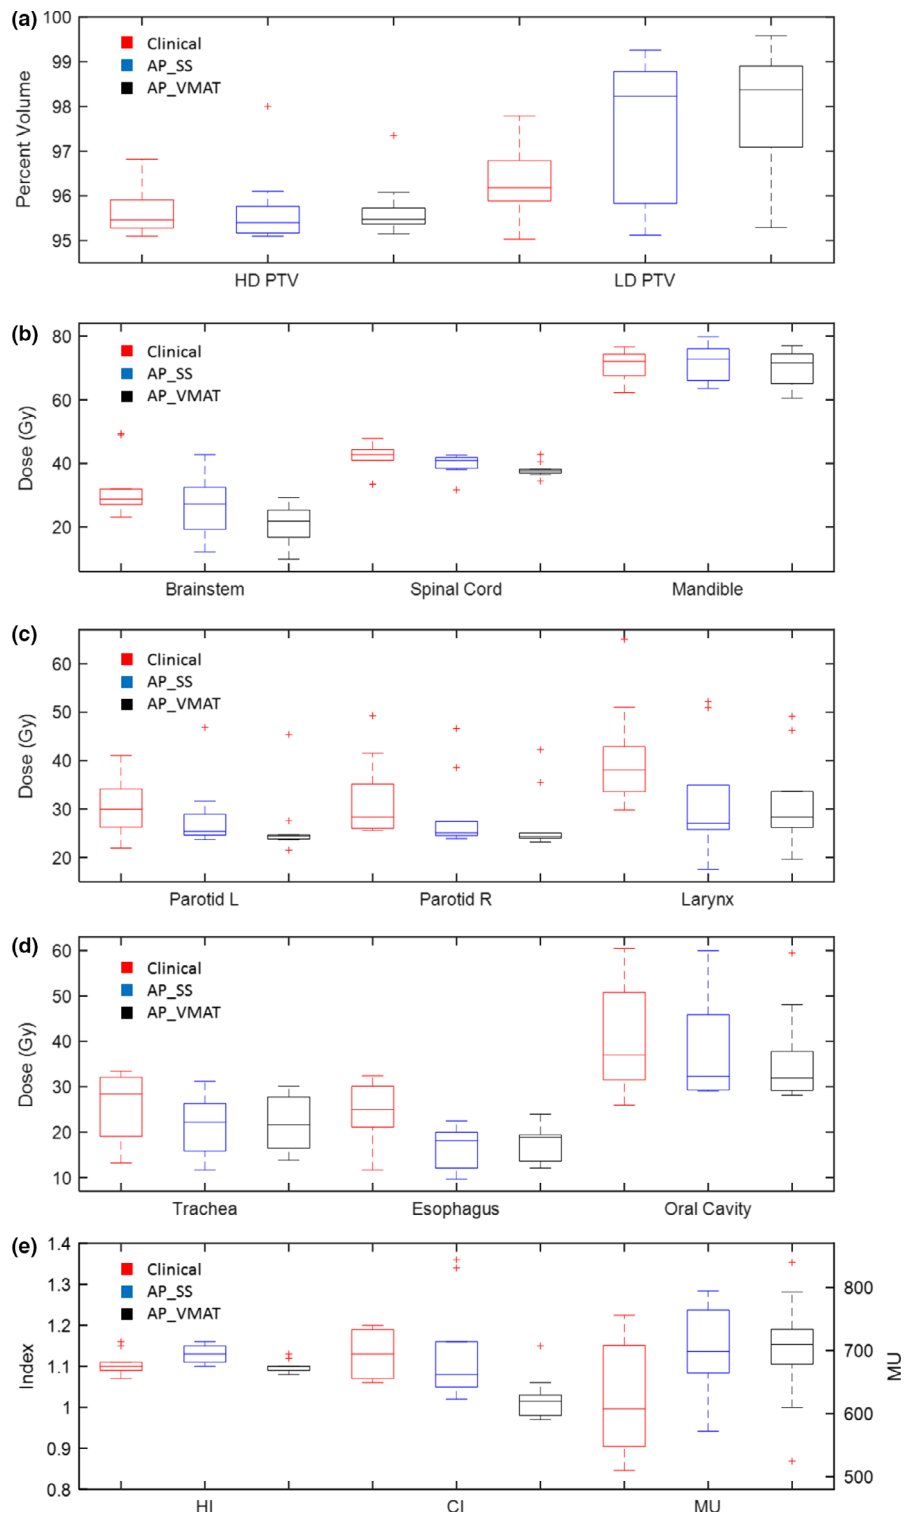 (a)
100
99
98
97
96
95
Percent Volume
Clinical
AP_SS
AP_VMAT
HD PTV
LD PTV
(b)
80
60
40
20
Dose (Gy)
Clinical
AP_SS
AP_VMAT
Brainstem
Spinal Cord
Mandible
(c)
60
50
40
30
20
Dose (Gy)
Clinical
AP_SS
AP_VMAT
Parotid L
Parotid R
Larynx
(d)
60
50
40
30
20
10
Dose (Gy)
Clinical
AP_SS
AP_VMAT
Trachea
Esophagus
Oral Cavity
(e)
1.4
1.3
1.2
1.1
1
0.9
0.8
Index
Clinical
AP_SS
AP_VMAT
800
700
600
500
MU
HI
CI
MU